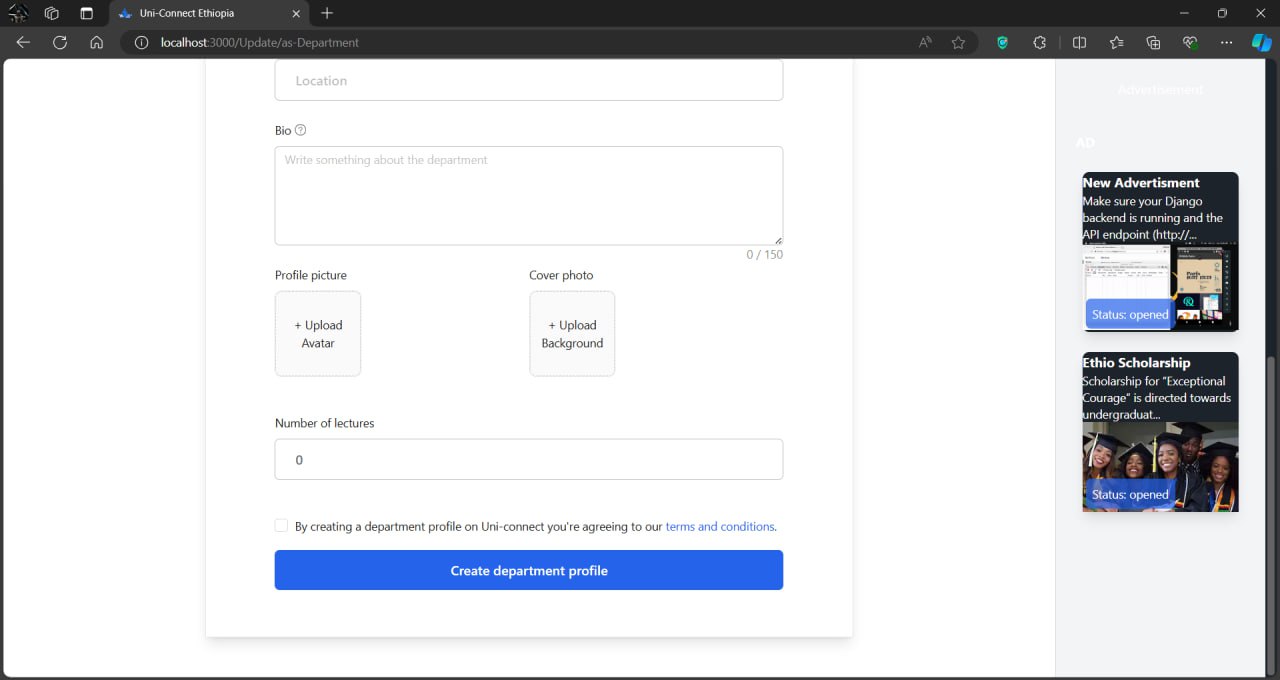 Uni-Connect Ethiopia
localhost:3000/Update/as-Department
Location
Bio
Write something about the department
0 / 150
Profile picture
Cover photo
+ Upload
Avatar
+ Upload
Background
Number of lectures
0
By creating a department profile on Uni-connect you're agreeing to our terms and conditions.
Create department profile
Advertisement
AD
New Advertisment
Make sure your Django
backend is running and the
API endpoint (http://...
Status: opened
Ethio Scholarship
Scholarship for “Exceptional
Courage” is directed towards
undergraduat...
Status: opened